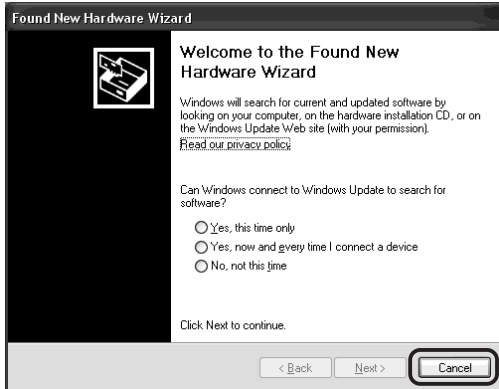 Found New Hardware Wizard
Welcome to the Found New
Hardware Wizard
Windows will search for current and updated software by
looking on your computer, on the hardware installation CD, or on
the Windows Update Web site (with your permission).
Read our privacy policy
Can Windows connect to Windows Update to search for
software?
Yes, this time only
Yes, now and every time I connect a device
No, not this time
Click Next to continue.
< Back
Next >
Cancel